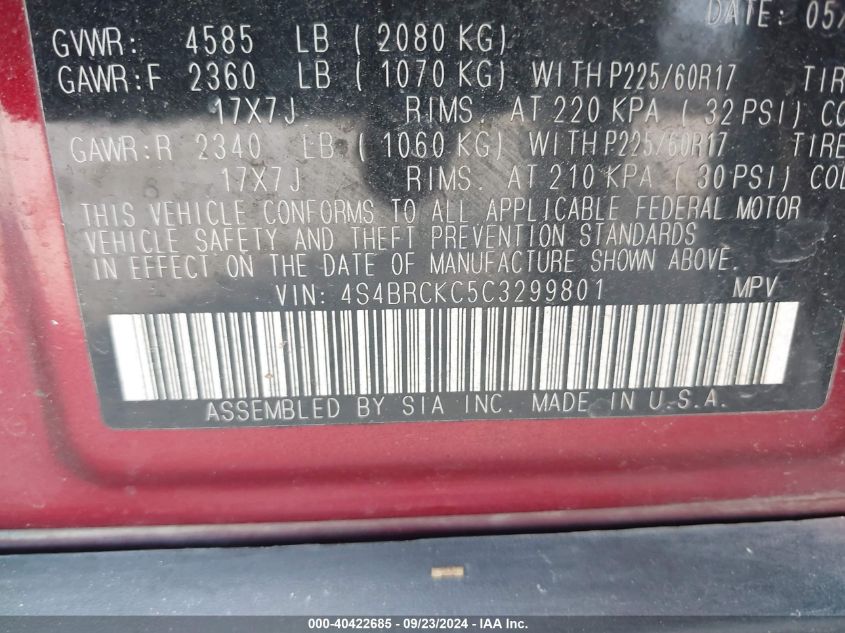 DATE: 05/
GVWR: 4585 LB ( 2080 KG)
GAWR:F 2360 LB ( 1070 KG) WITH P225/60R17 TIR
17X7J RIMS. AT 220 KPA ( 32 PSI) CO
GAWR:R 2340 LB ( 1060 KG) WITH P225/60R17 TIRE
17X7J RIMS. AT 210 KPA ( 30 PSI) COL
THIS VEHICLE CONFORMS TO ALL APPLICABLE FEDERAL MOTOR
VEHICLE SAFETY AND THEFT PREVENTION STANDARDS
IN EFFECT ON THE DATE OF MANUFACTURE SHOWN ABOVE.
VIN: 4S4BRCKC5C3299801 MPV
ASSEMBLED BY SIA INC. MADE IN U.S.A.
000-40422685 - 09/23/2024 - IAA Inc.